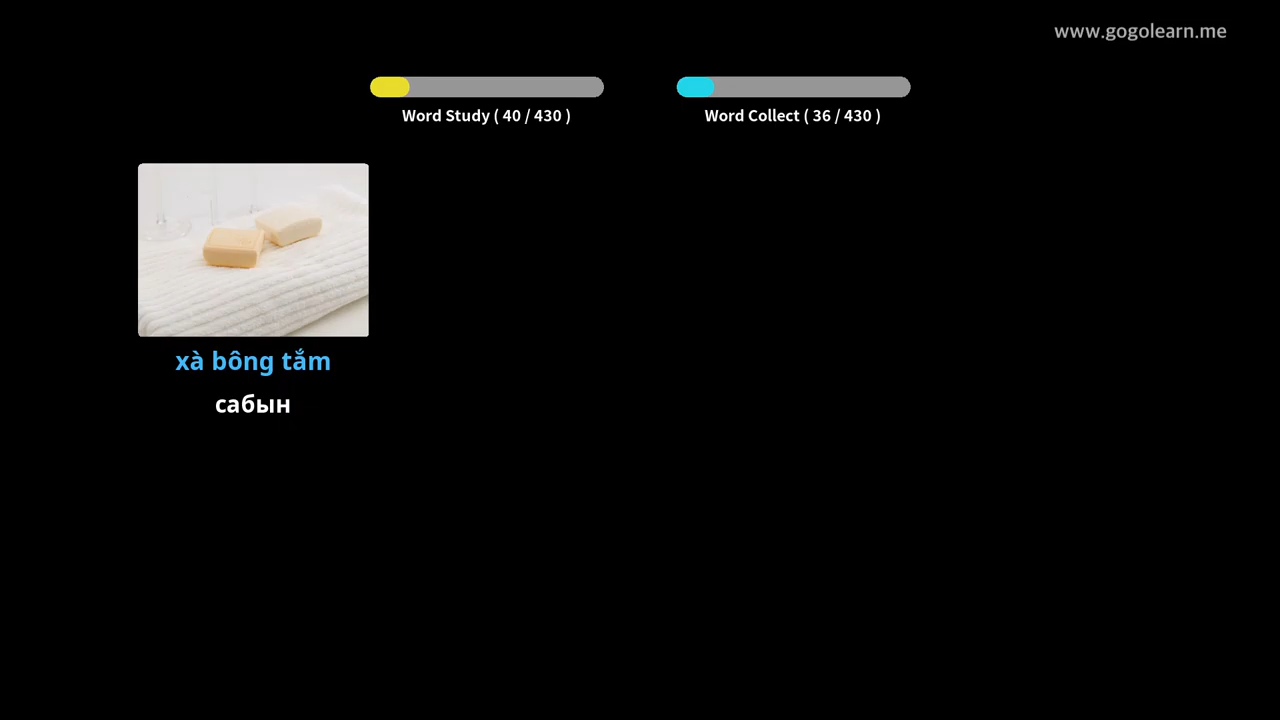 www.gogolearn.me
Word Study ( 40 / 430 )
Word Collect ( 36 / 430 )
xà bông tắm
сабын